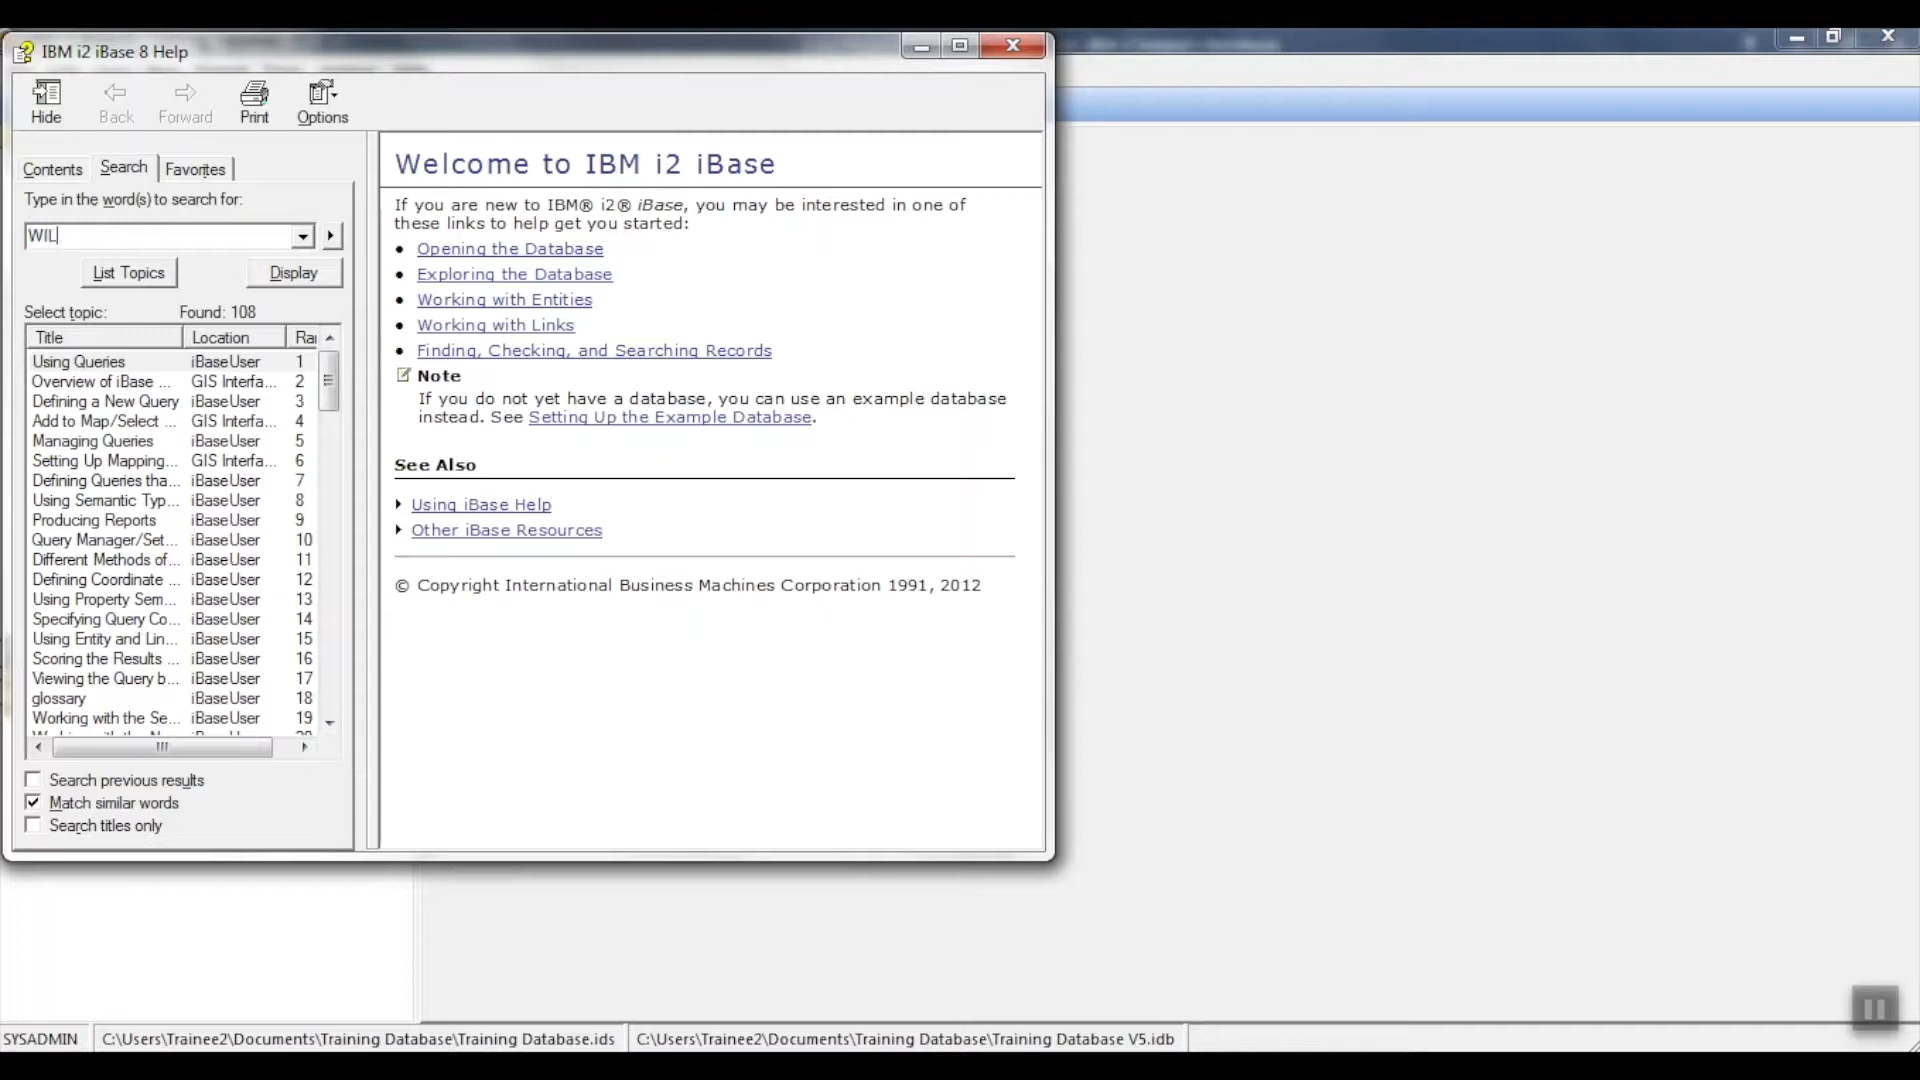 IBM i2 iBase 8 Help
Hide
Back
Forward
Print
Options
Contents
Search
Favorites
Type in the word(s) to search for:
WIL
List Topics
Display
Select topic:
Found: 108
Title Location Ra
Using Queries iBaseUser 1
Overview of iBase ... GIS Interfa... 2
Defining a New Query iBaseUser 3
Add to Map/Select ... GIS Interfa... 4
Managing Queries iBaseUser 5
Setting Up Mapping... GIS Interfa... 6
Defining Queries tha... iBaseUser 7
Using Semantic Typ... iBaseUser 8
Producing Reports iBaseUser 9
Query Manager/Set... iBaseUser 10
Different Methods of... iBaseUser 11
Defining Coordinate ... iBaseUser 12
Using Property Sem... iBaseUser 13
Specifying Query Co... iBaseUser 14
Using Entity and Lin... iBaseUser 15
Scoring the Results ... iBaseUser 16
Viewing the Query b... iBaseUser 17
glossary iBaseUser 18
Working with the Se... iBaseUser 19
Search previous results
Match similar words
Search titles only
Welcome to IBM i2 iBase
If you are new to IBM® i2® iBase, you may be interested in one of
these links to help get you started:
Opening the Database
Exploring the Database
Working with Entities
Working with Links
Finding, Checking, and Searching Records
Note
If you do not yet have a database, you can use an example database
instead. See Setting Up the Example Database.
See Also
Using iBase Help
Other iBase Resources
© Copyright International Business Machines Corporation 1991, 2012
SYSADMIN
C:\Users\Trainee2\Documents\Training Database\Training Database.ids
C:\Users\Trainee2\Documents\Training Database\Training Database V5.idb